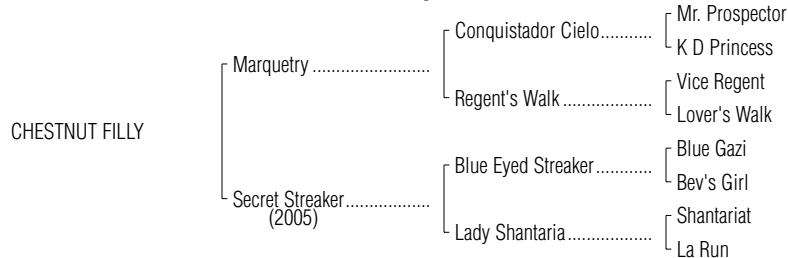 Mr. Prospector
Conquistador Cielo...........
K D Princess
Marquetry .........................
Vice Regent
Regent's Walk ...................
Lover's Walk
CHESTNUT FILLY
Blue Gazi
Blue Eyed Streaker............
Bev's Girl
Secret Streaker..................
(2005)
Shantariat
Lady Shantaria..................
La Run